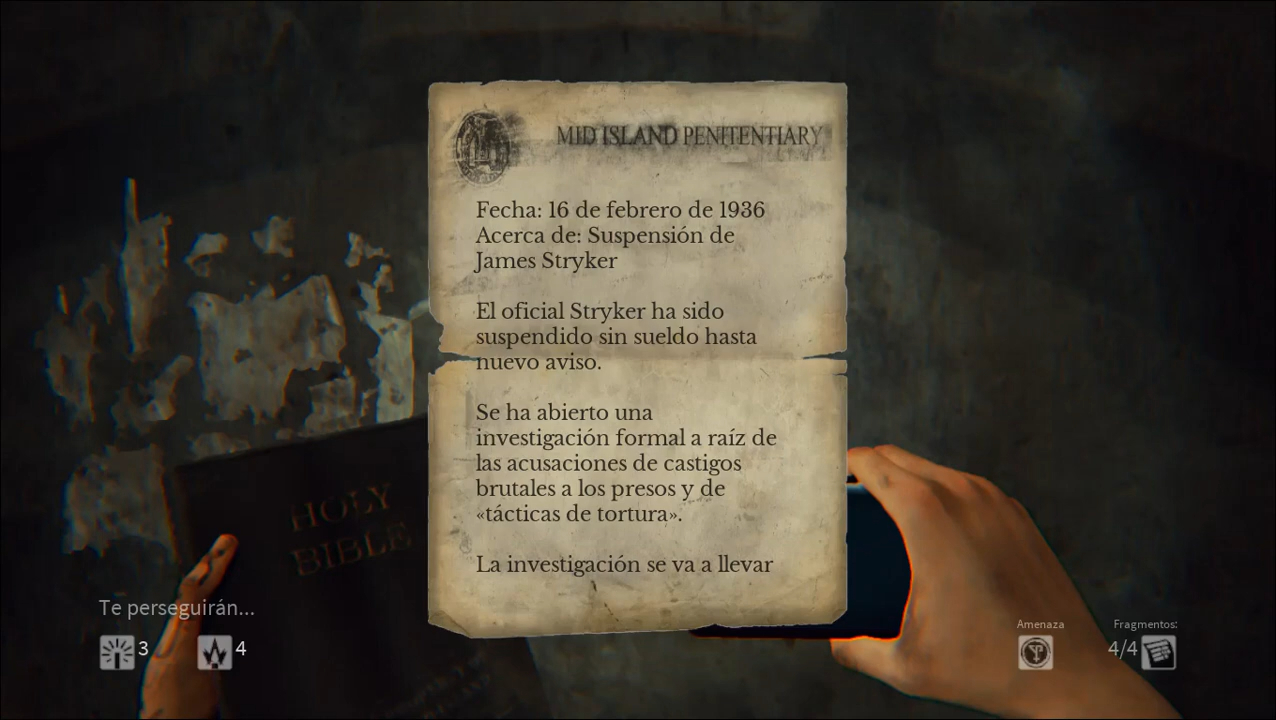 MID ISLAND PENITENTIARY
Fecha: 16 de febrero de 1936
Acerca de: Suspensión de
James Stryker
El oficial Stryker ha sido
suspendido sin sueldo hasta
nuevo aviso.
Se ha abierto una
investigación formal a raíz de
las acusaciones de castigos
brutales a los presos y de
«tácticas de tortura».
La investigación se va a llevar
HOLY
BIBLE
Te perseguirán...
3
4
Amenaza
Fragmentos:
4/4